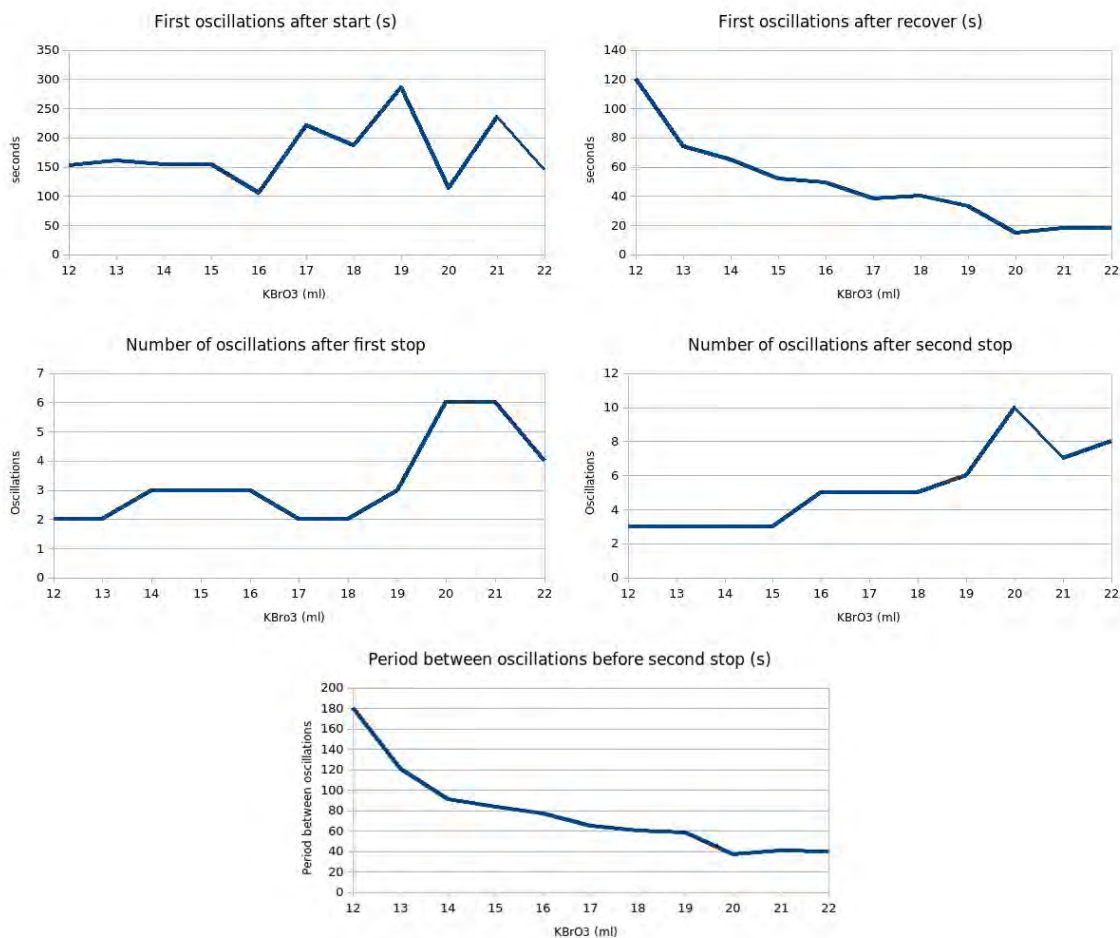 First oscillations after start (s)
350
300
250
200
150
100
50
0
seconds
12 13 14 15 16 17 18 19 20 21 22
KBrO3 (ml)
First oscillations after recover (s)
140
120
100
80
60
40
20
0
seconds
12 13 14 15 16 17 18 19 20 21 22
KBrO3 (ml)
Number of oscillations after first stop
7
6
5
4
3
2
1
0
Oscillations
12 13 14 15 16 17 18 19 20 21 22
KBro3 (ml)
Number of oscillations after second stop
12
10
8
6
4
2
0
Oscillations
12 13 14 15 16 17 18 19 20 21 22
KBrO3 (ml)
Period between oscillations before second stop (s)
200
180
160
140
120
100
80
60
40
20
0
Period between oscillations
12 13 14 15 16 17 18 19 20 21 22
KBrO3 (ml)